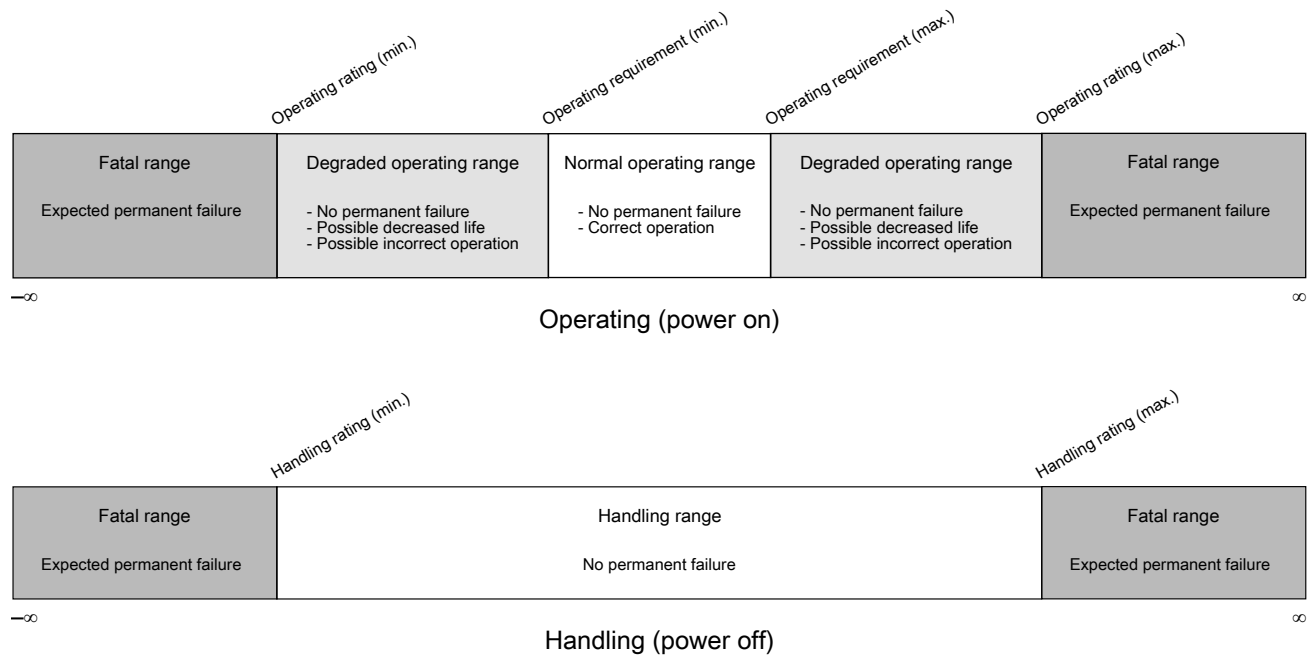 Operating rating (min.)
Operating requirement (min.)
Operating requirement (max.)
Operating rating (max.)
Fatal range
Expected permanent failure
Degraded operating range
- No permanent failure
- Possible decreased life
- Possible incorrect operation
Normal operating range
- No permanent failure
- Correct operation
Degraded operating range
- No permanent failure
- Possible decreased life
- Possible incorrect operation
Fatal range
Expected permanent failure
–∞
∞
Operating (power on)
Handling rating (min.)
Handling rating (max.)
Fatal range
Expected permanent failure
Handling range
No permanent failure
Fatal range
Expected permanent failure
–∞
∞
Handling (power off)